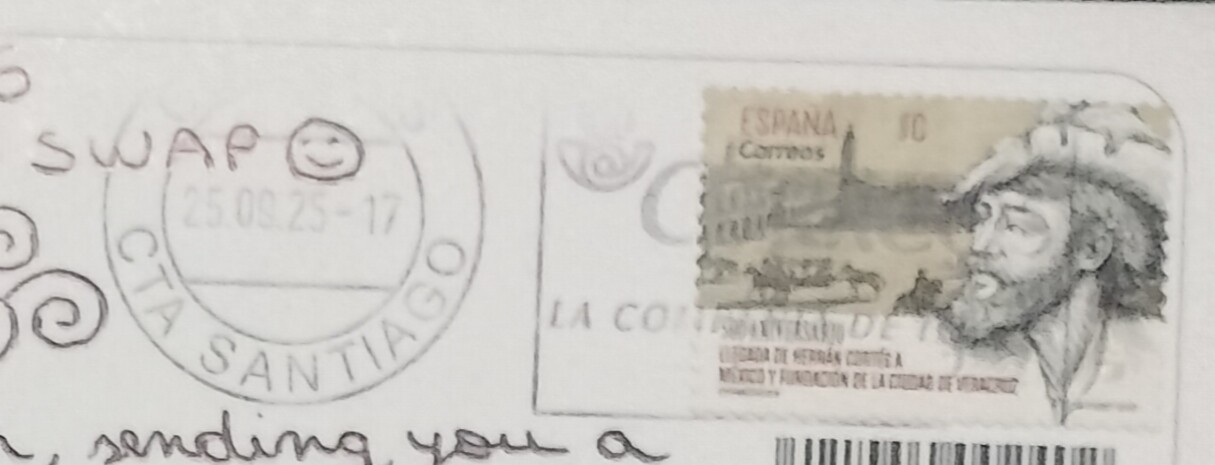 SWAP
25.09.25-17
CTA SANTIAGO
LA CO DE
ESPAÑA
Correos
LLEGADA DE HERNÁN CORTÉS A
MÉXICO Y FUNDACIÓN DE LA CIUDAD DE VERACRUZ
, sending you a